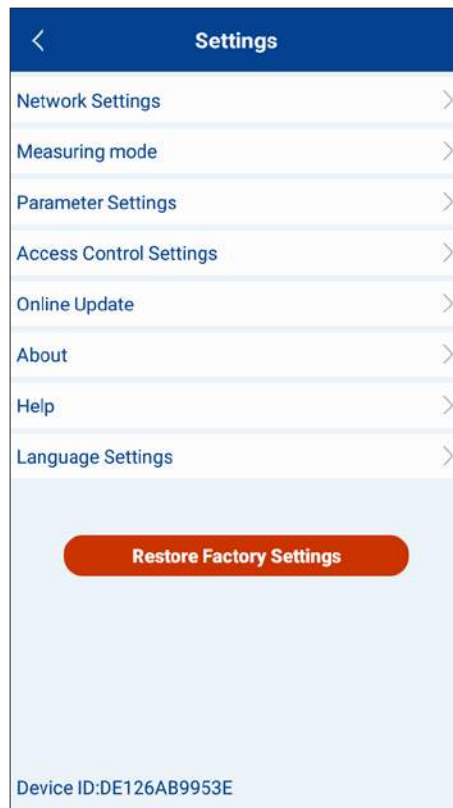 Settings
Network Settings
Measuring mode
Parameter Settings
Access Control Settings
Online Update
About
Help
Language Settings
Restore Factory Settings
Device ID:DE126AB9953E